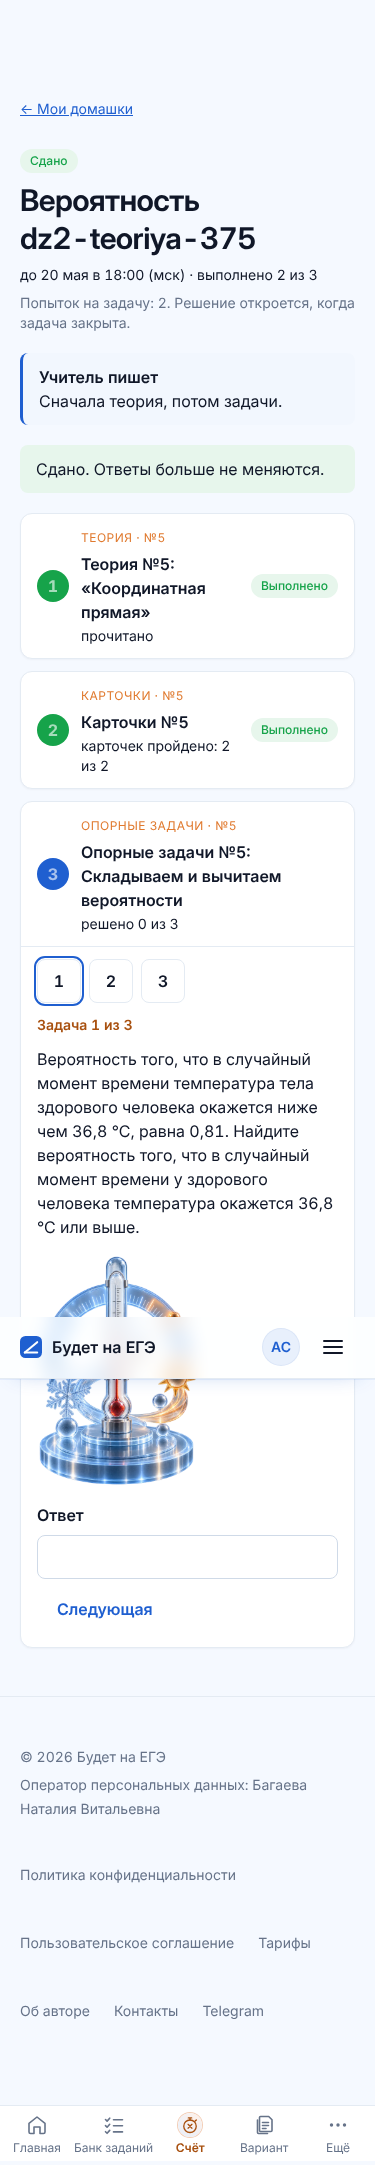 ← Мои домашки
Сдано
Вероятность
dz2-teoriya-375
до 20 мая в 18:00 (мск) · выполнено 2 из 3
Попыток на задачу: 2. Решение откроется, когда
задача закрыта.
Учитель пишет
Сначала теория, потом задачи.
Сдано. Ответы больше не меняются.
ТЕОРИЯ · №5
1
Теория №5:
«Координатная
прямая»
Выполнено
прочитано
КАРТОЧКИ · №5
2
Карточки №5
Выполнено
карточек пройдено: 2
из 2
ОПОРНЫЕ ЗАДАЧИ · №5
3
Опорные задачи №5:
Складываем и вычитаем
вероятности
решено 0 из 3
1 2 3
Задача 1 из 3
Вероятность того, что в случайный
момент времени температура тела
здорового человека окажется ниже
чем 36,8 °С, равна 0,81. Найдите
вероятность того, что в случайный
момент времени у здорового
человека температура окажется 36,8
°С или выше.
Будет на ЕГЭ АС
Ответ
Следующая
© 2026 Будет на ЕГЭ
Оператор персональных данных: Багаева
Наталия Витальевна
Политика конфиденциальности
Пользовательское соглашение Тарифы
Об авторе Контакты Telegram
Главная Банк заданий Счёт Вариант Ещё